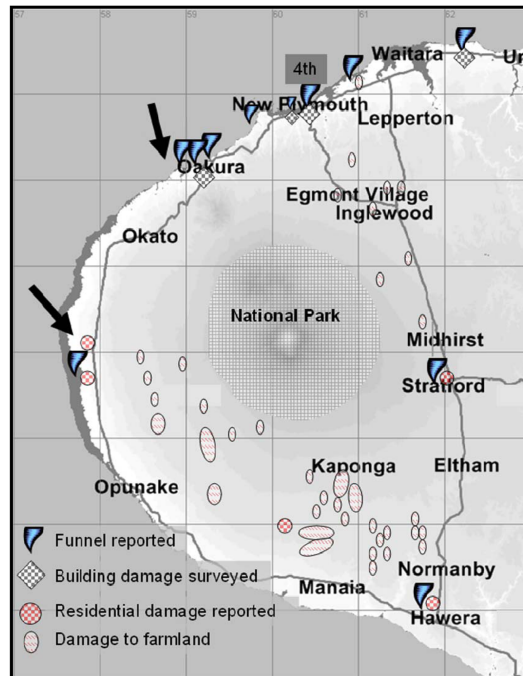 57 58 59 60 61 62
Waitara
Ur
4th
New Plymouth
Lepperton
Oakura
Egmont Village
Inglewood
Okato
National Park
Midhirst
Stratford
Kaponga
Eltham
Opunake
Funnel reported
Building damage surveyed
Normanby
Manaia
Residential damage reported
Hawera
Damage to farmland